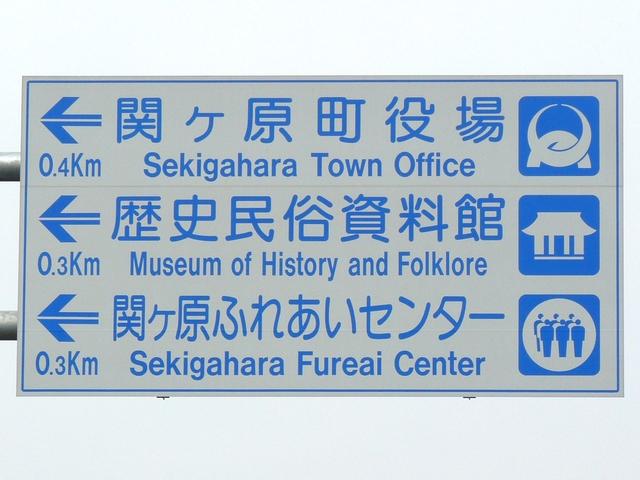 関ヶ原町役場
0.4Km Sekigahara Town Office
歴史民俗資料館
0.3Km Museum of History and Folklore
関ヶ原ふれあいセンター
0.3Km Sekigahara Fureai Center